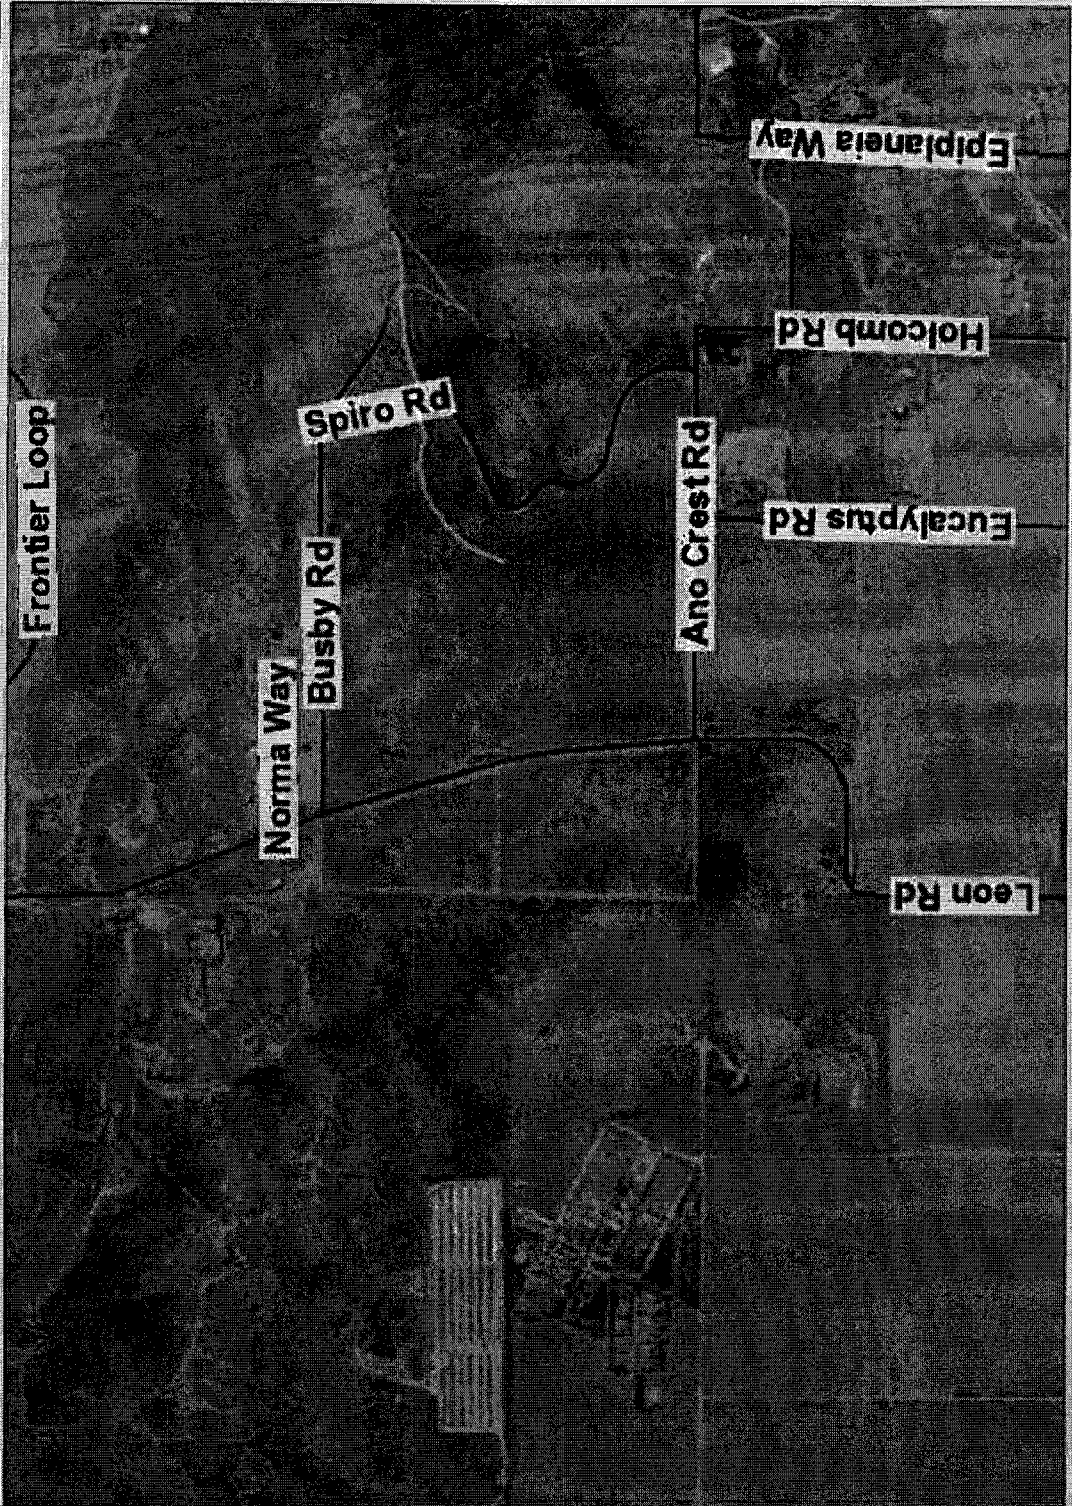 Epiplaneia Way
Holcomb Rd
Spiro Rd
Frontier Loop
Ano Crest Rd
Eucalyptus Rd
Busby Rd
Norma Way
Leon Rd